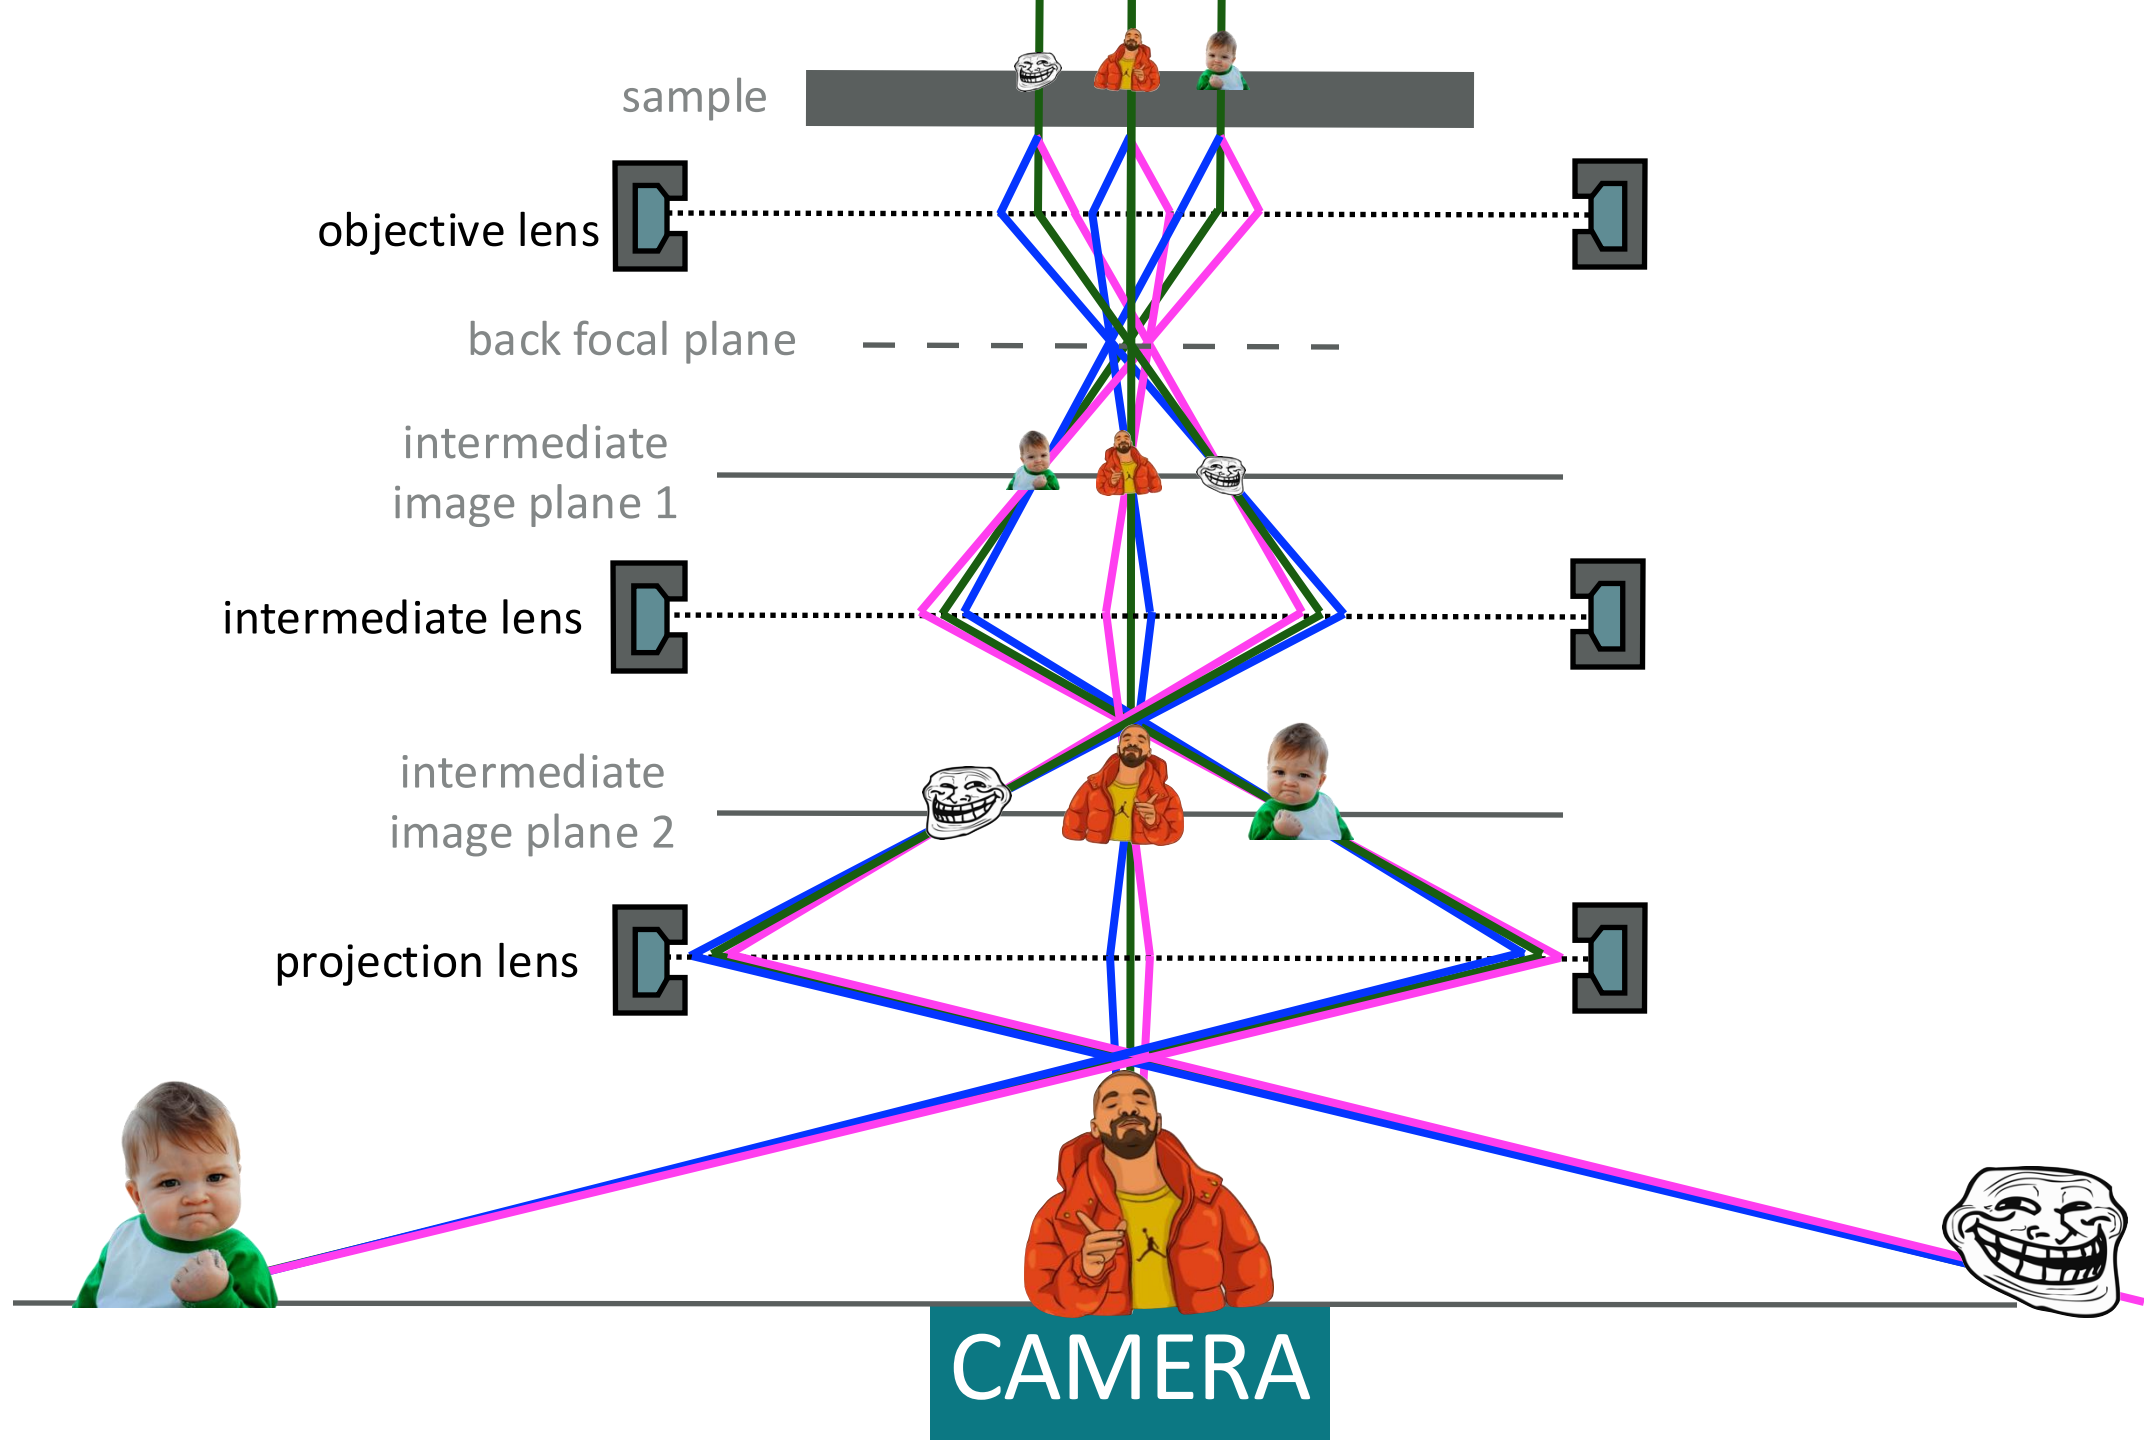 sample
objective lens
back focal plane
intermediate
image plane 1
intermediate lens
intermediate
image plane 2
projection lens
CAMERA